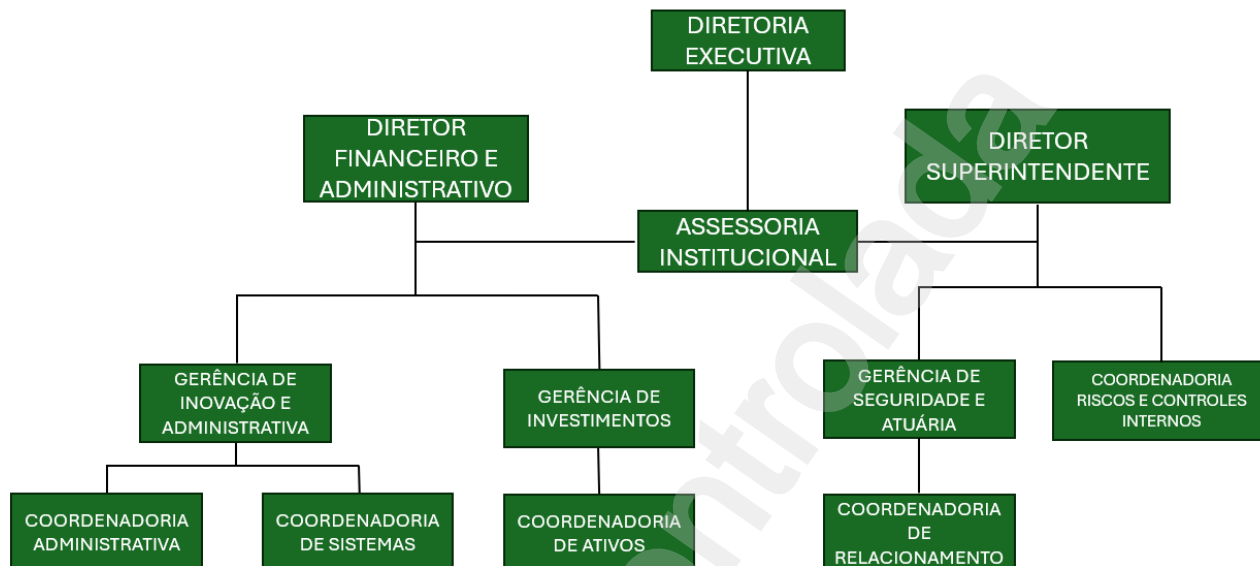 DIRETORIA
EXECUTIVA
DIRETOR
FINANCEIRO E
ADMINISTRATIVO
DIRETOR
SUPERINTENDENTE
ASSESSORIA
INSTITUCIONAL
GERÊNCIA DE
INOVAÇÃO E
ADMINISTRATIVA
GERÊNCIA DE
INVESTIMENTOS
GERÊNCIA DE
SEGURIDADE E
ATUÁRIA
COORDENADORIA
RISCOS E CONTROLES
INTERNOS
COORDENADORIA
ADMINISTRATIVA
COORDENADORIA
DE SISTEMAS
COORDENADORIA
DE ATIVOS
COORDENADORIA
DE
RELACIONAMENTO
ontrolada